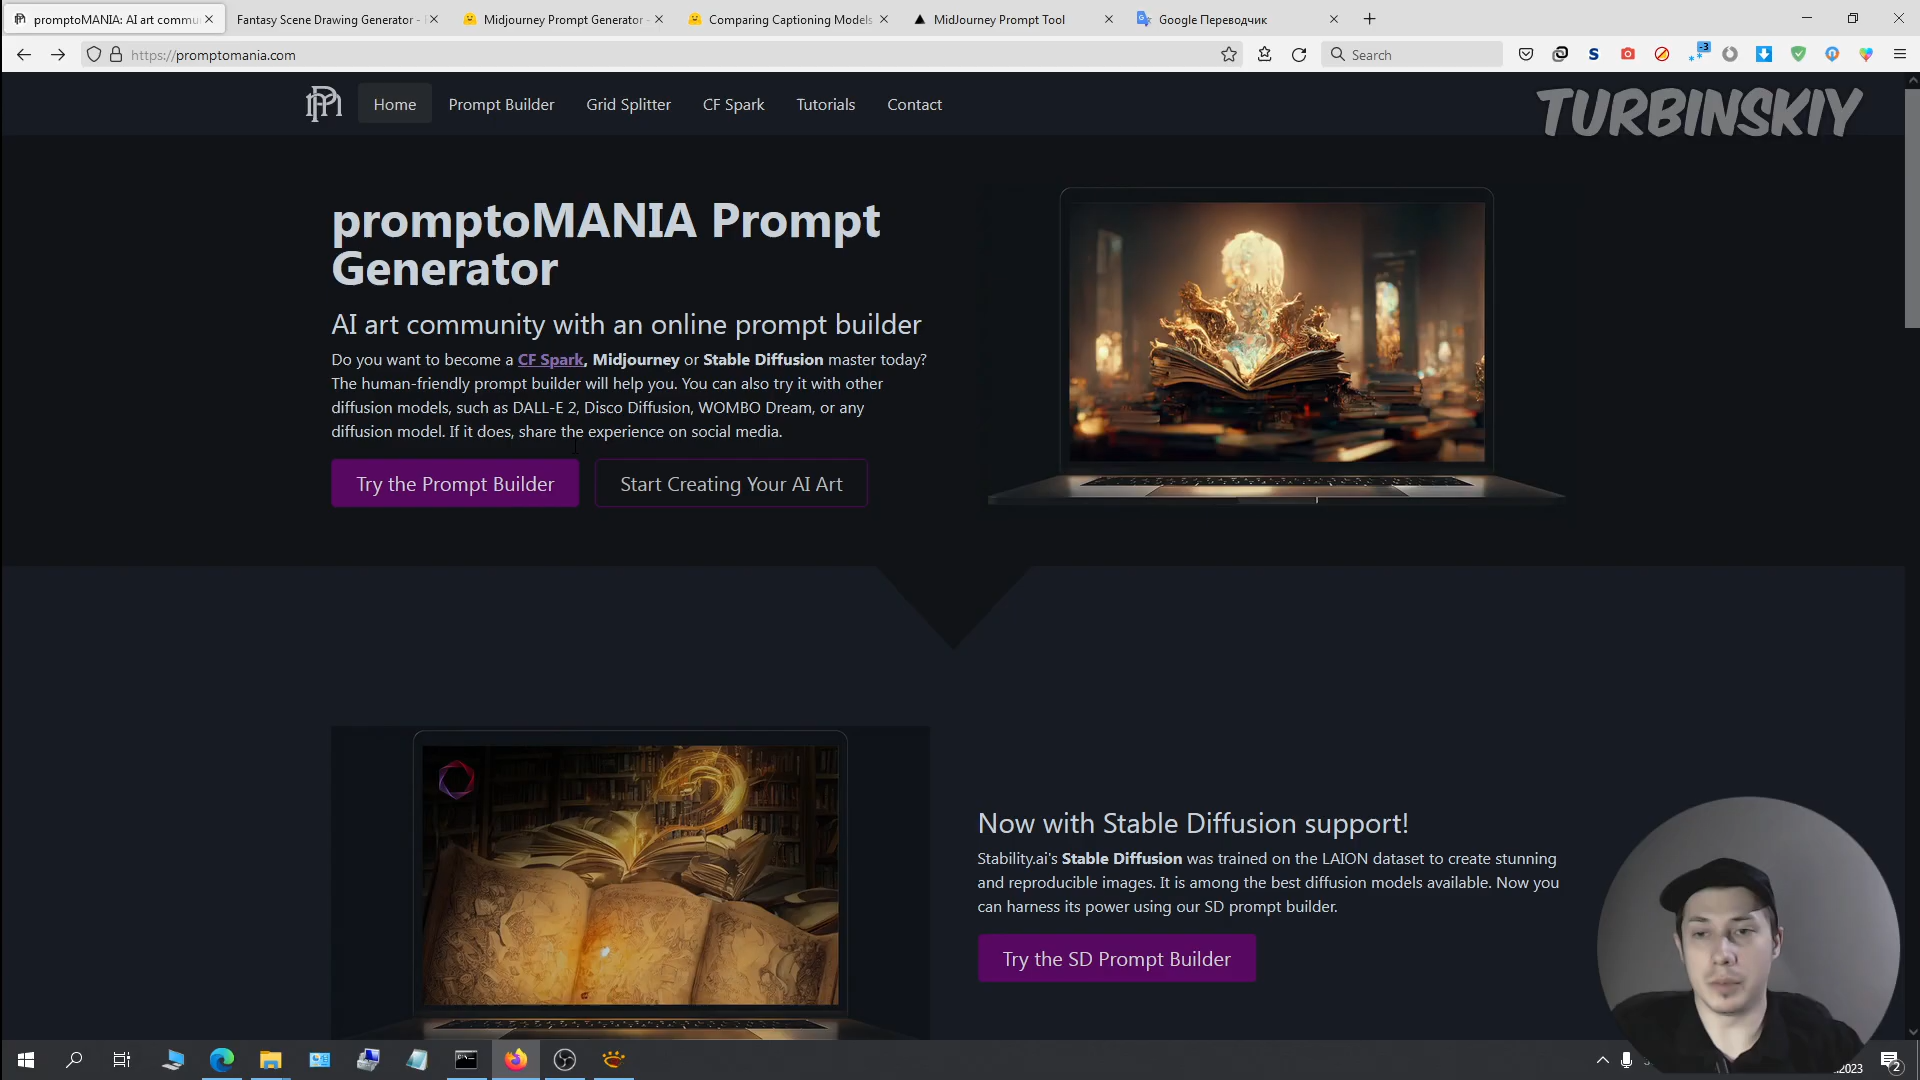 promptoMANIA: AI art commu
Fantasy Scene Drawing Generator -
Midjourney Prompt Generator -
Comparing Captioning Models
MidJourney Prompt Tool
Google Переводчик
https://promptomania.com
Search
-3
Home
Prompt Builder
Grid Splitter
CF Spark
Tutorials
Contact
TURBINSKIY
promptoMANIA Prompt
Generator
AI art community with an online prompt builder
Do you want to become a CF Spark, Midjourney or Stable Diffusion master today?
The human-friendly prompt builder will help you. You can also try it with other
diffusion models, such as DALL-E 2, Disco Diffusion, WOMBO Dream, or any
diffusion model. If it does, share the experience on social media.
Try the Prompt Builder
Start Creating Your AI Art
Now with Stable Diffusion support!
Stability.ai's Stable Diffusion was trained on the LAION dataset to create stunning
and reproducible images. It is among the best diffusion models available. Now you
can harness its power using our SD prompt builder.
Try the SD Prompt Builder
.2023
2